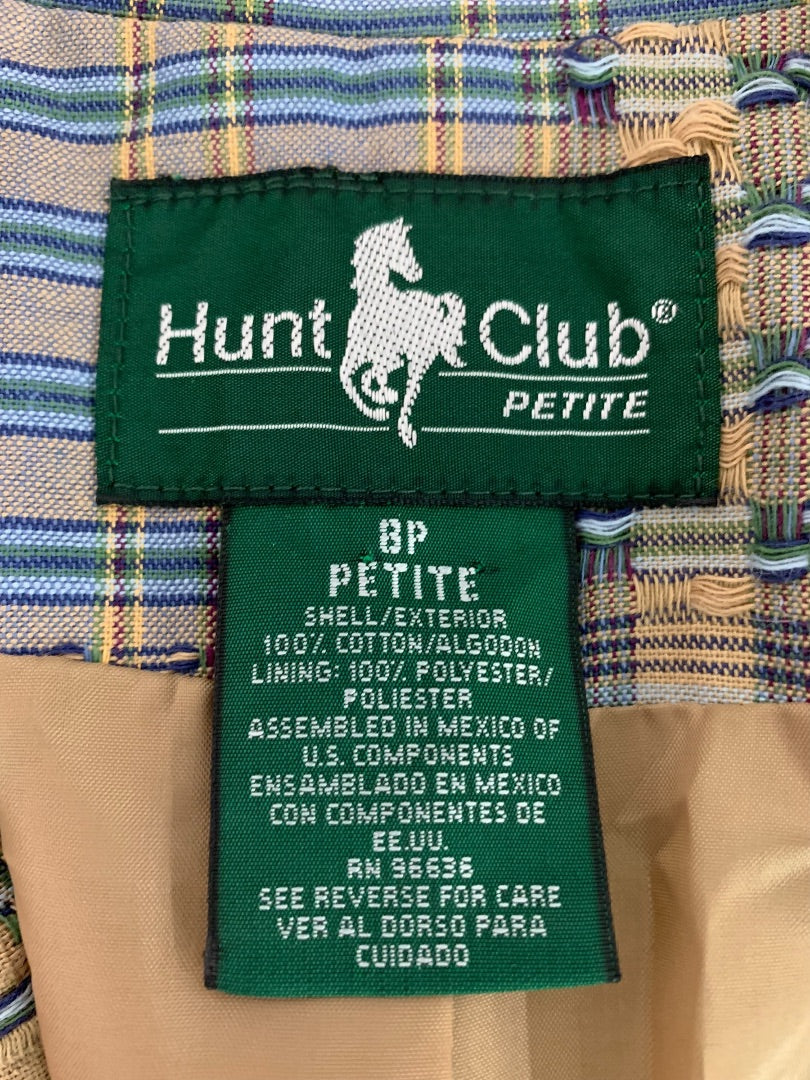 Hunt Club®
PETITE
8P
PETITE
SHELL/EXTERIOR
100% COTTON/ALGODON
LINING: 100% POLYESTER/
POLIESTER
ASSEMBLED IN MEXICO OF
U.S. COMPONENTS
ENSAMBLADO EN MEXICO
CON COMPONENTES DE
EE.UU.
RN 96636
SEE REVERSE FOR CARE
VER AL DORSO PARA
CUIDADO